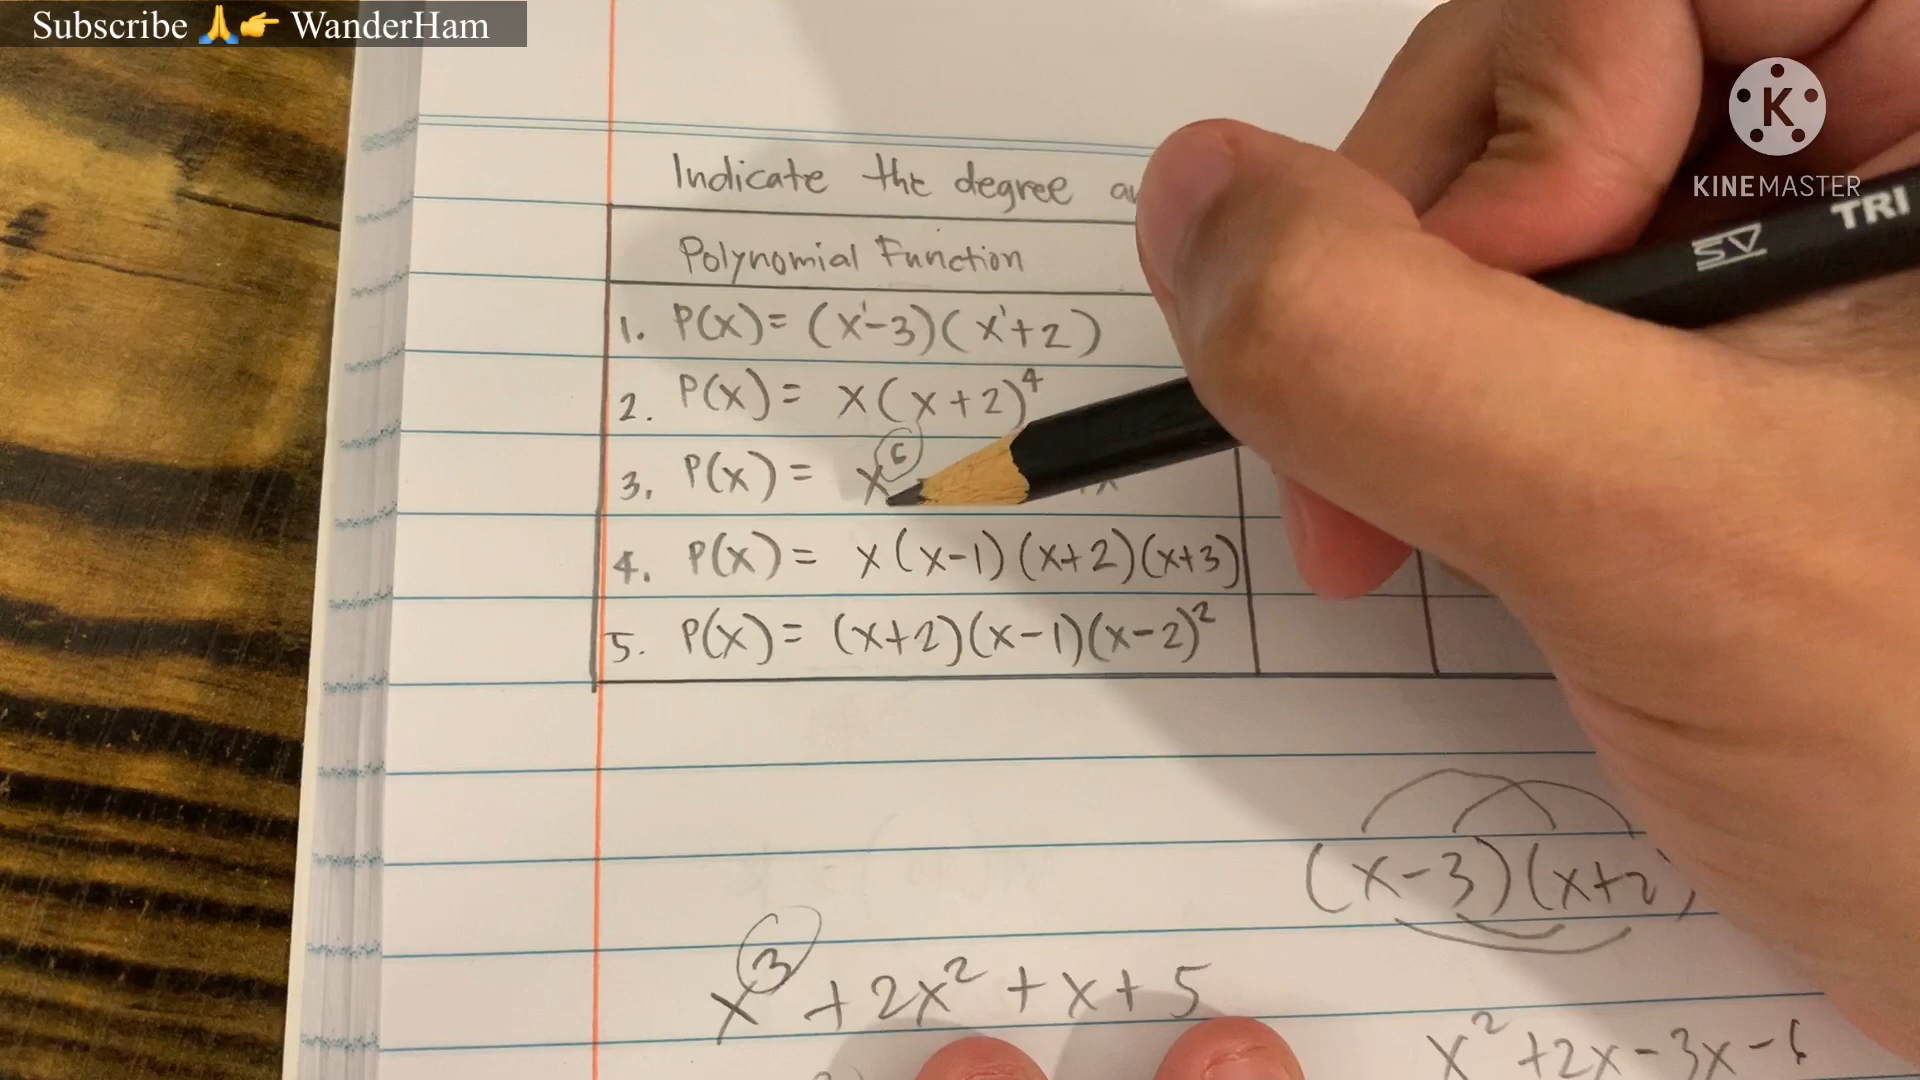 Subscribe 🙏👉 WanderHam
KINEMASTER
SV TRI
Indicate the degree
Polynomial Function
1. P(x) = (x¹-3)(x¹+2)
2. P(x) = x(x+2)⁴
3. P(x) = x⁶
4. P(x) = x(x-1)(x+2)(x+3)
5. P(x) = (x+2)(x-1)(x-2)²
(x-3)(x+2)
x³ + 2x² + x + 5
x² + 2x - 3x - 6